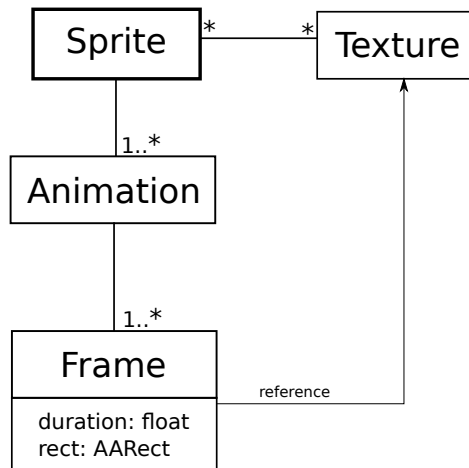 Sprite
* *
Texture
1..*
Animation
1..*
Frame
reference
duration: float
rect: AARect